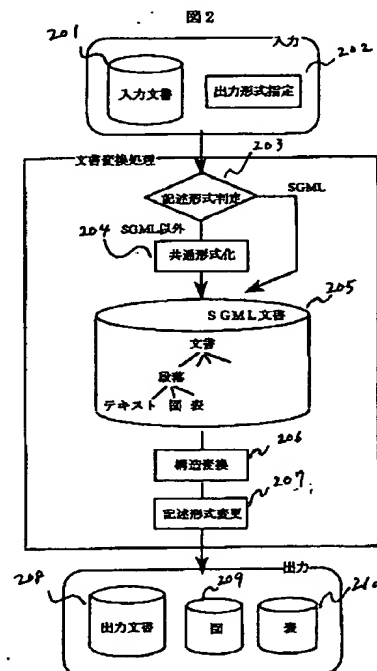 図2
201
入力
202
入力文書
出力形式指定
文書変換処理
203
記述形式判定
SGML
204
SGML以外
共通形式化
205
SGML文書
文書
段落
テキスト 図 表
206
構造変換
207
記述形式変更
出力
208
209
210
出力文書
図
表